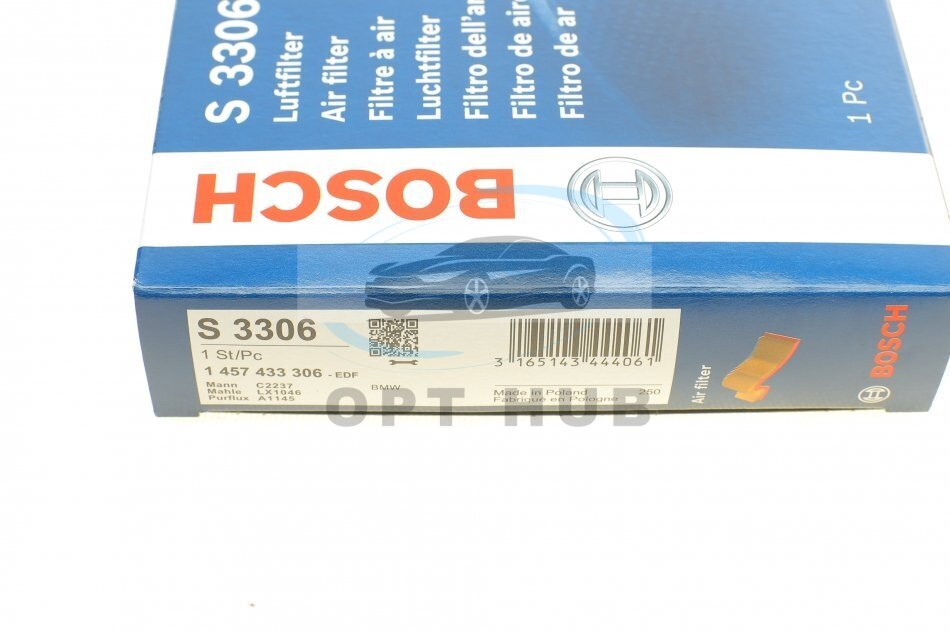 S 3306
Luftfilter
Air filter
Filtre à air
Luchtfilter
Filtro dell'ar
Filtro de aire
Filtro de ar
1 Pc
BOSCH
S 3306
1 St/Pc
1 457 433 306 - EDF
Mann C2237
Mahle LX1046
Purflux A1145
BMW
3 165143 444061
Made in Poland 250
Fabriqué en Pologne
Air filter
BOSCH
OPT HUB